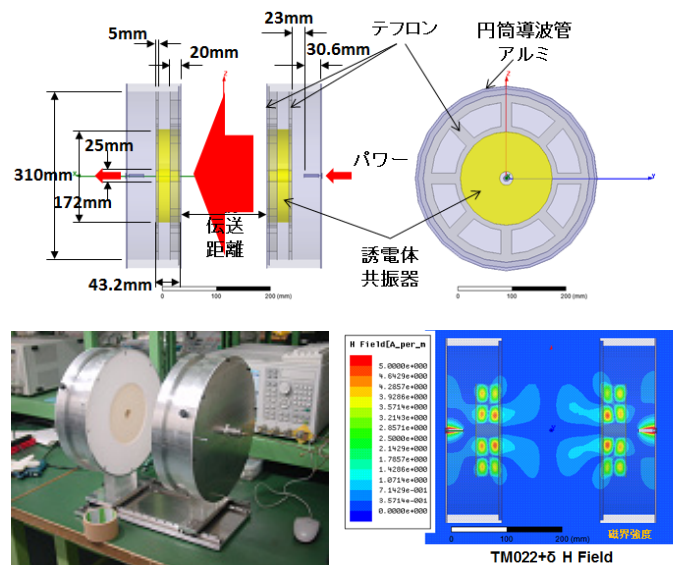 23mm
テフロン
円筒導波管
アルミ
5mm
20mm
30.6mm
z
z
25mm
310mm
172mm
パワー
y
伝送
距離
誘電体
共振器
43.2mm
0 100 200 (mm)
0 100 200 (mm)
H Field[A_per_m
5.0000e+000
4.6429e+000
4.2857e+000
3.9286e+000
3.5714e+000
3.2143e+000
2.8571e+000
2.5000e+000
2.1429e+000
1.7857e+000
1.4286e+000
1.0714e+000
7.1429e-001
3.5714e-001
0.0000e+000
0 100 200 (mm)
磁界強度
TM022+δ H Field